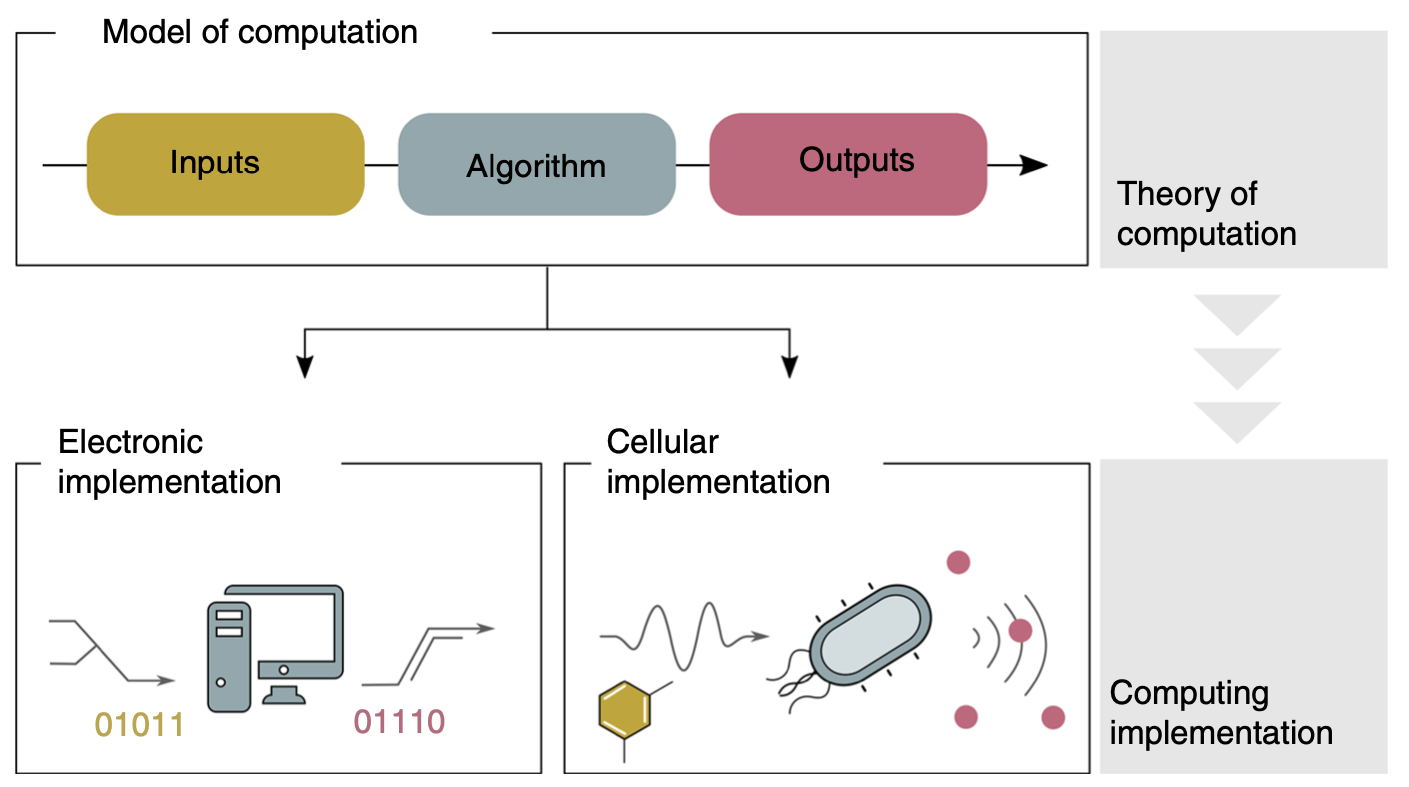 Model of computation
Inputs
Algorithm
Outputs
Theory of
computation
Electronic
implementation
Cellular
implementation
01011
01110
Computing
implementation